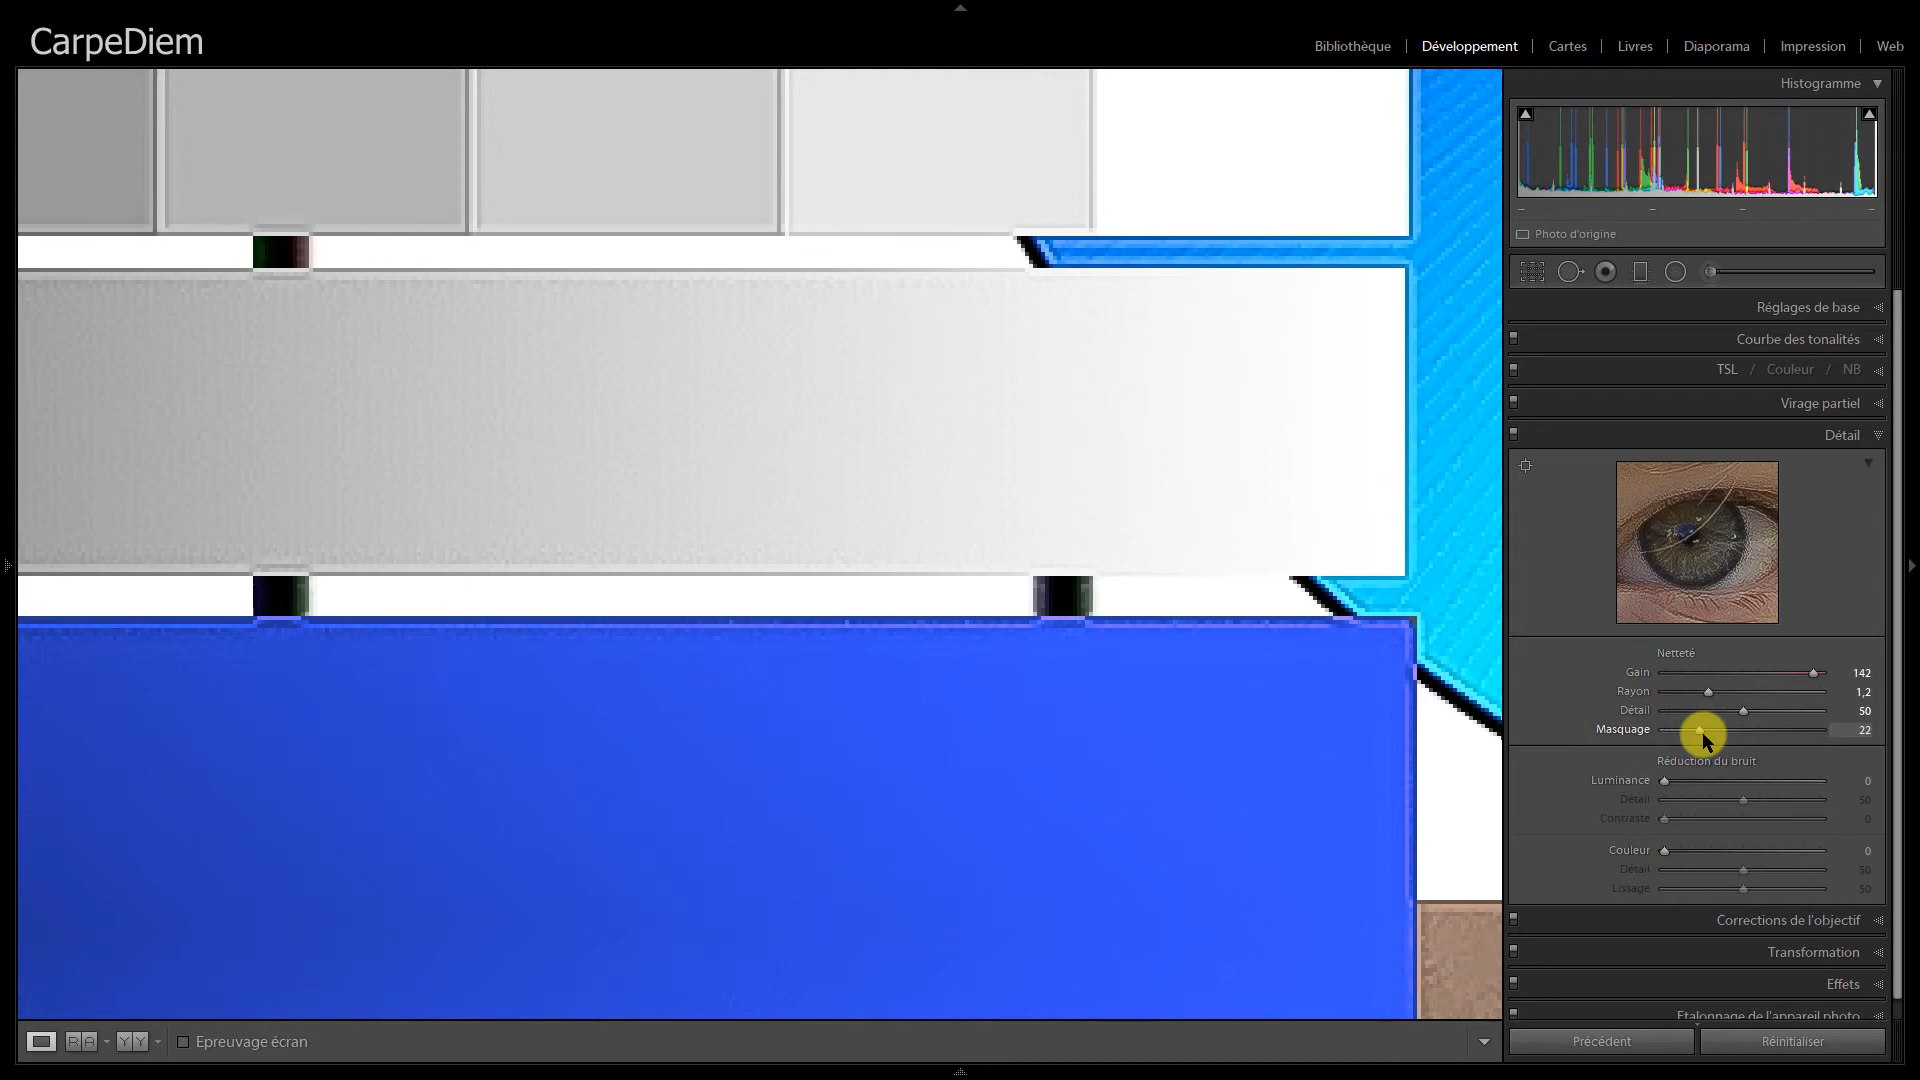 CarpeDiem
Bibliothèque | Développement | Cartes | Livres | Diaporama | Impression | Web
Histogramme
Photo d'origine
Réglages de base
Courbe des tonalités
TSL / Couleur / NB
Virage partiel
Détail
Netteté
Gain 142
Rayon 1,2
Détail 50
Masquage 22
Réduction du bruit
Luminance 0
Détail 50
Contraste 0
Couleur 0
Détail 50
Lissage 50
Corrections de l'objectif
Transformation
Effets
Etalonnage de l'appareil photo
R A Y Y Epreuvage écran
Précédent Réinitialiser